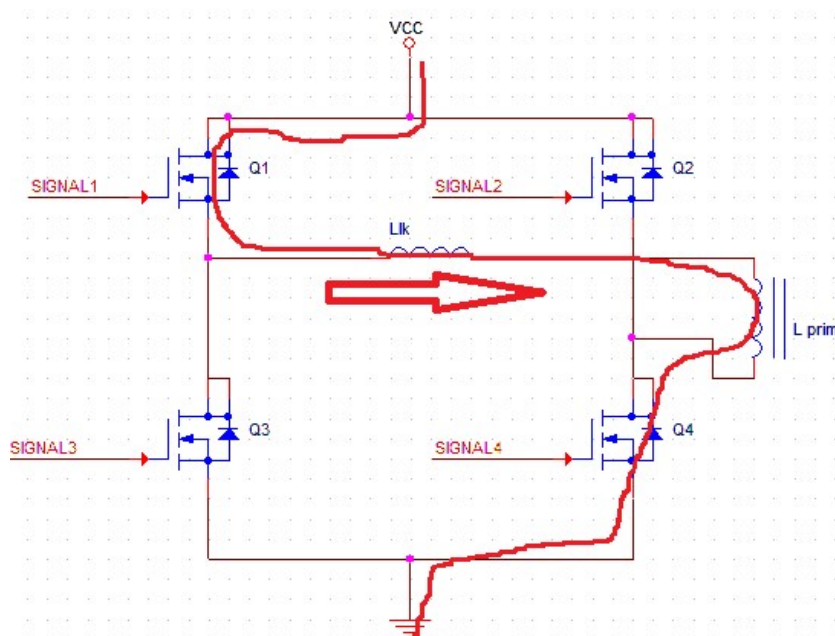 VCC
Q1
Q2
SIGNAL1
SIGNAL2
Llk
L prim
Q3
Q4
SIGNAL3
SIGNAL4